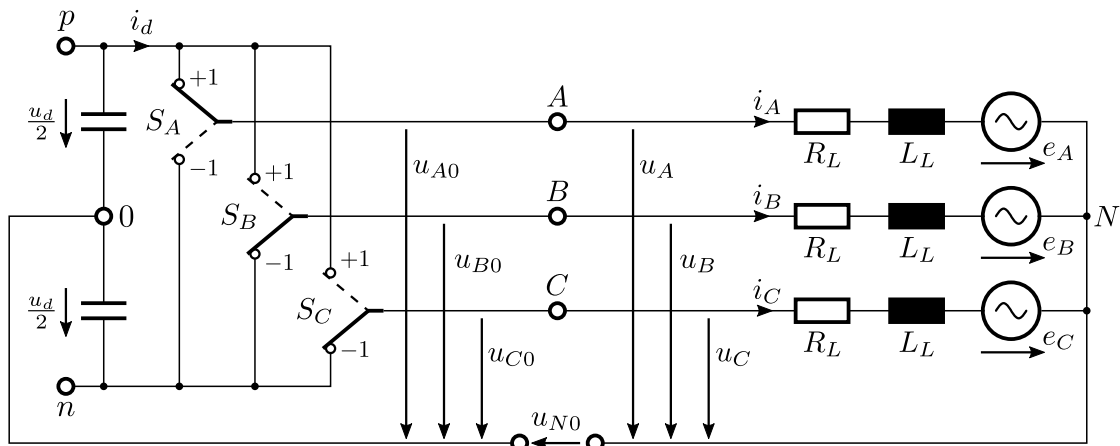 p
i_d
+1
u_d/2
S_A
-1
A
i_A
R_L
L_L
e_A
u_A0
u_A
+1
0
S_B
-1
B
i_B
R_L
L_L
e_B
N
u_B0
u_B
+1
u_d/2
S_C
-1
C
i_C
R_L
L_L
e_C
u_C0
u_C
n
u_N0